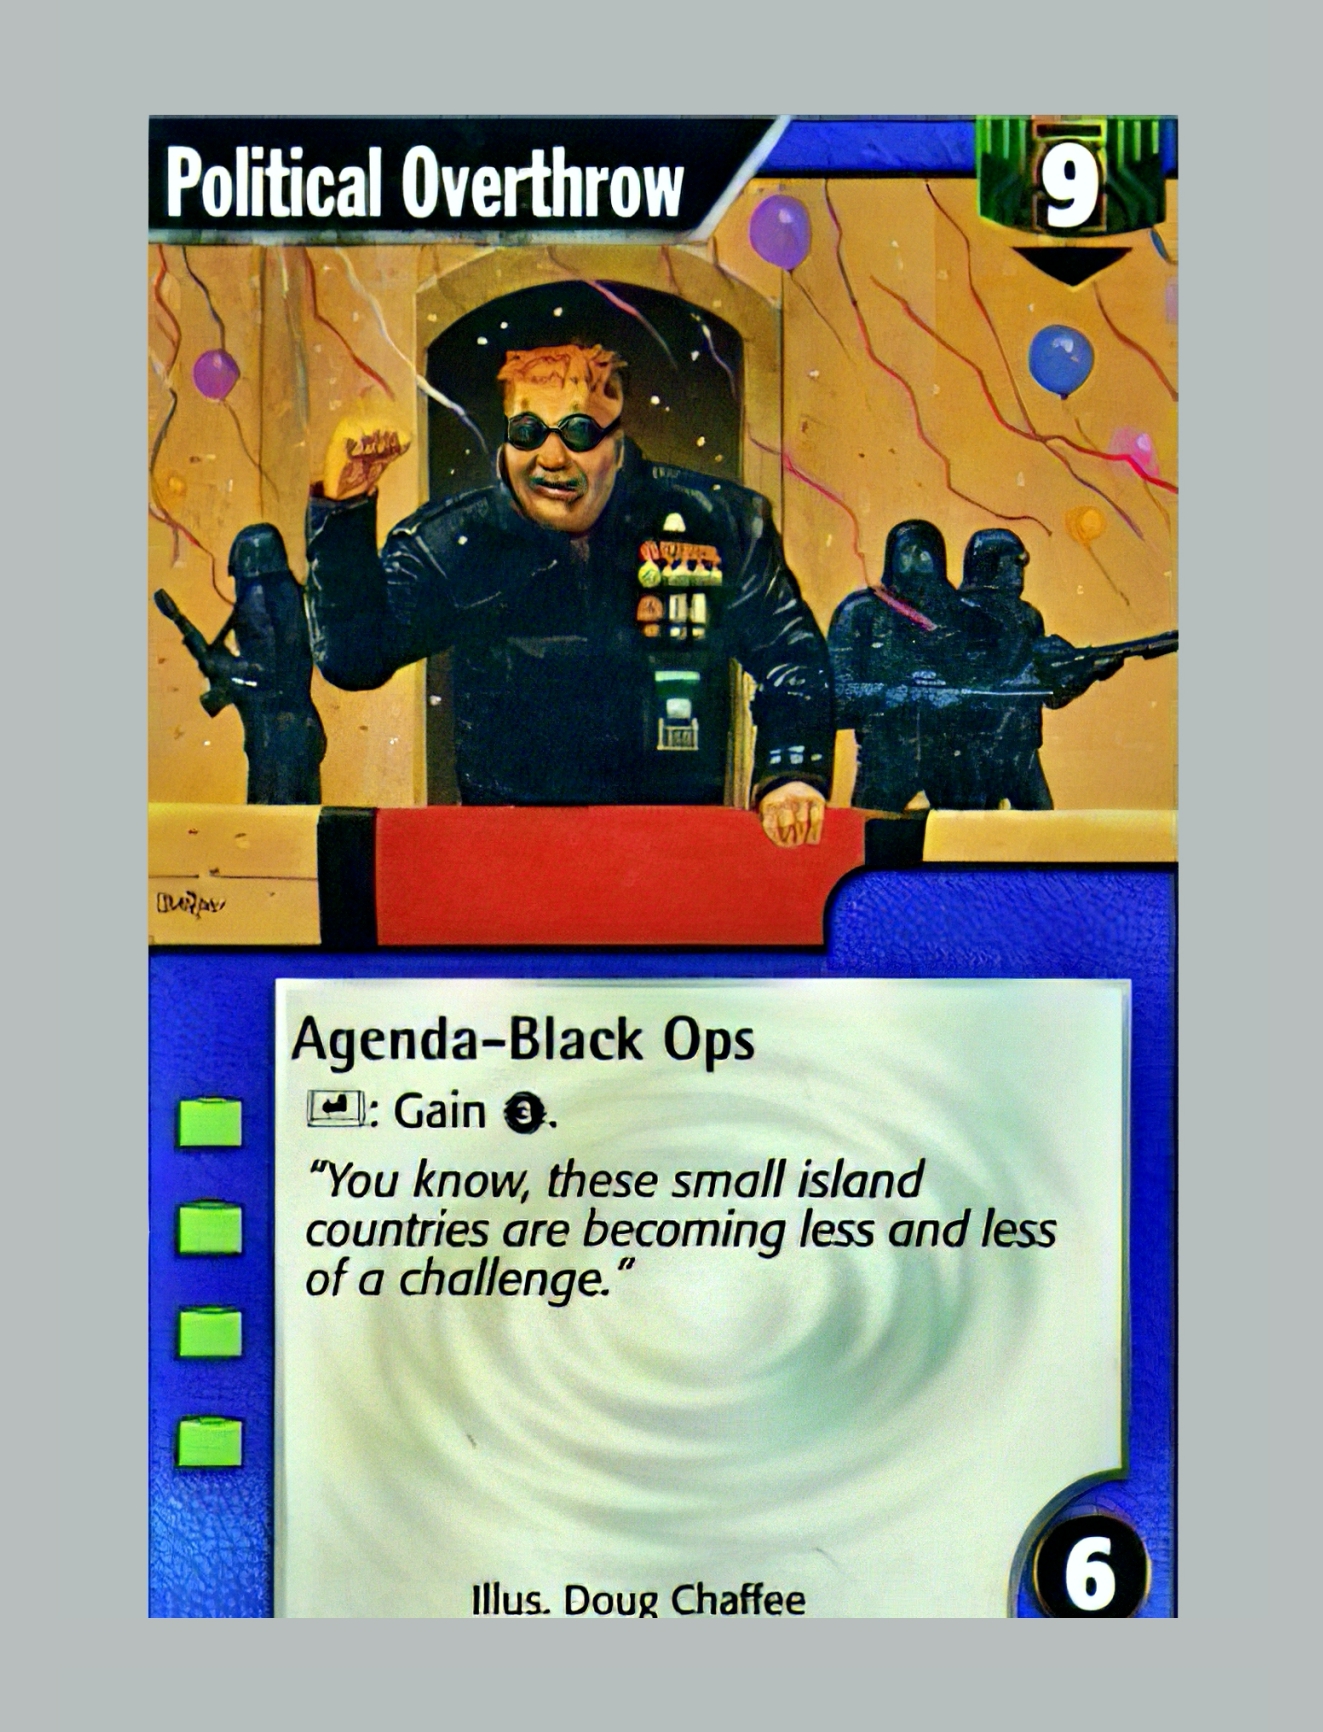 Political Overthrow
9
Agenda-Black Ops
: Gain 3.
"You know, these small island
countries are becoming less and less
of a challenge."
6
Illus. Doug Chaffee